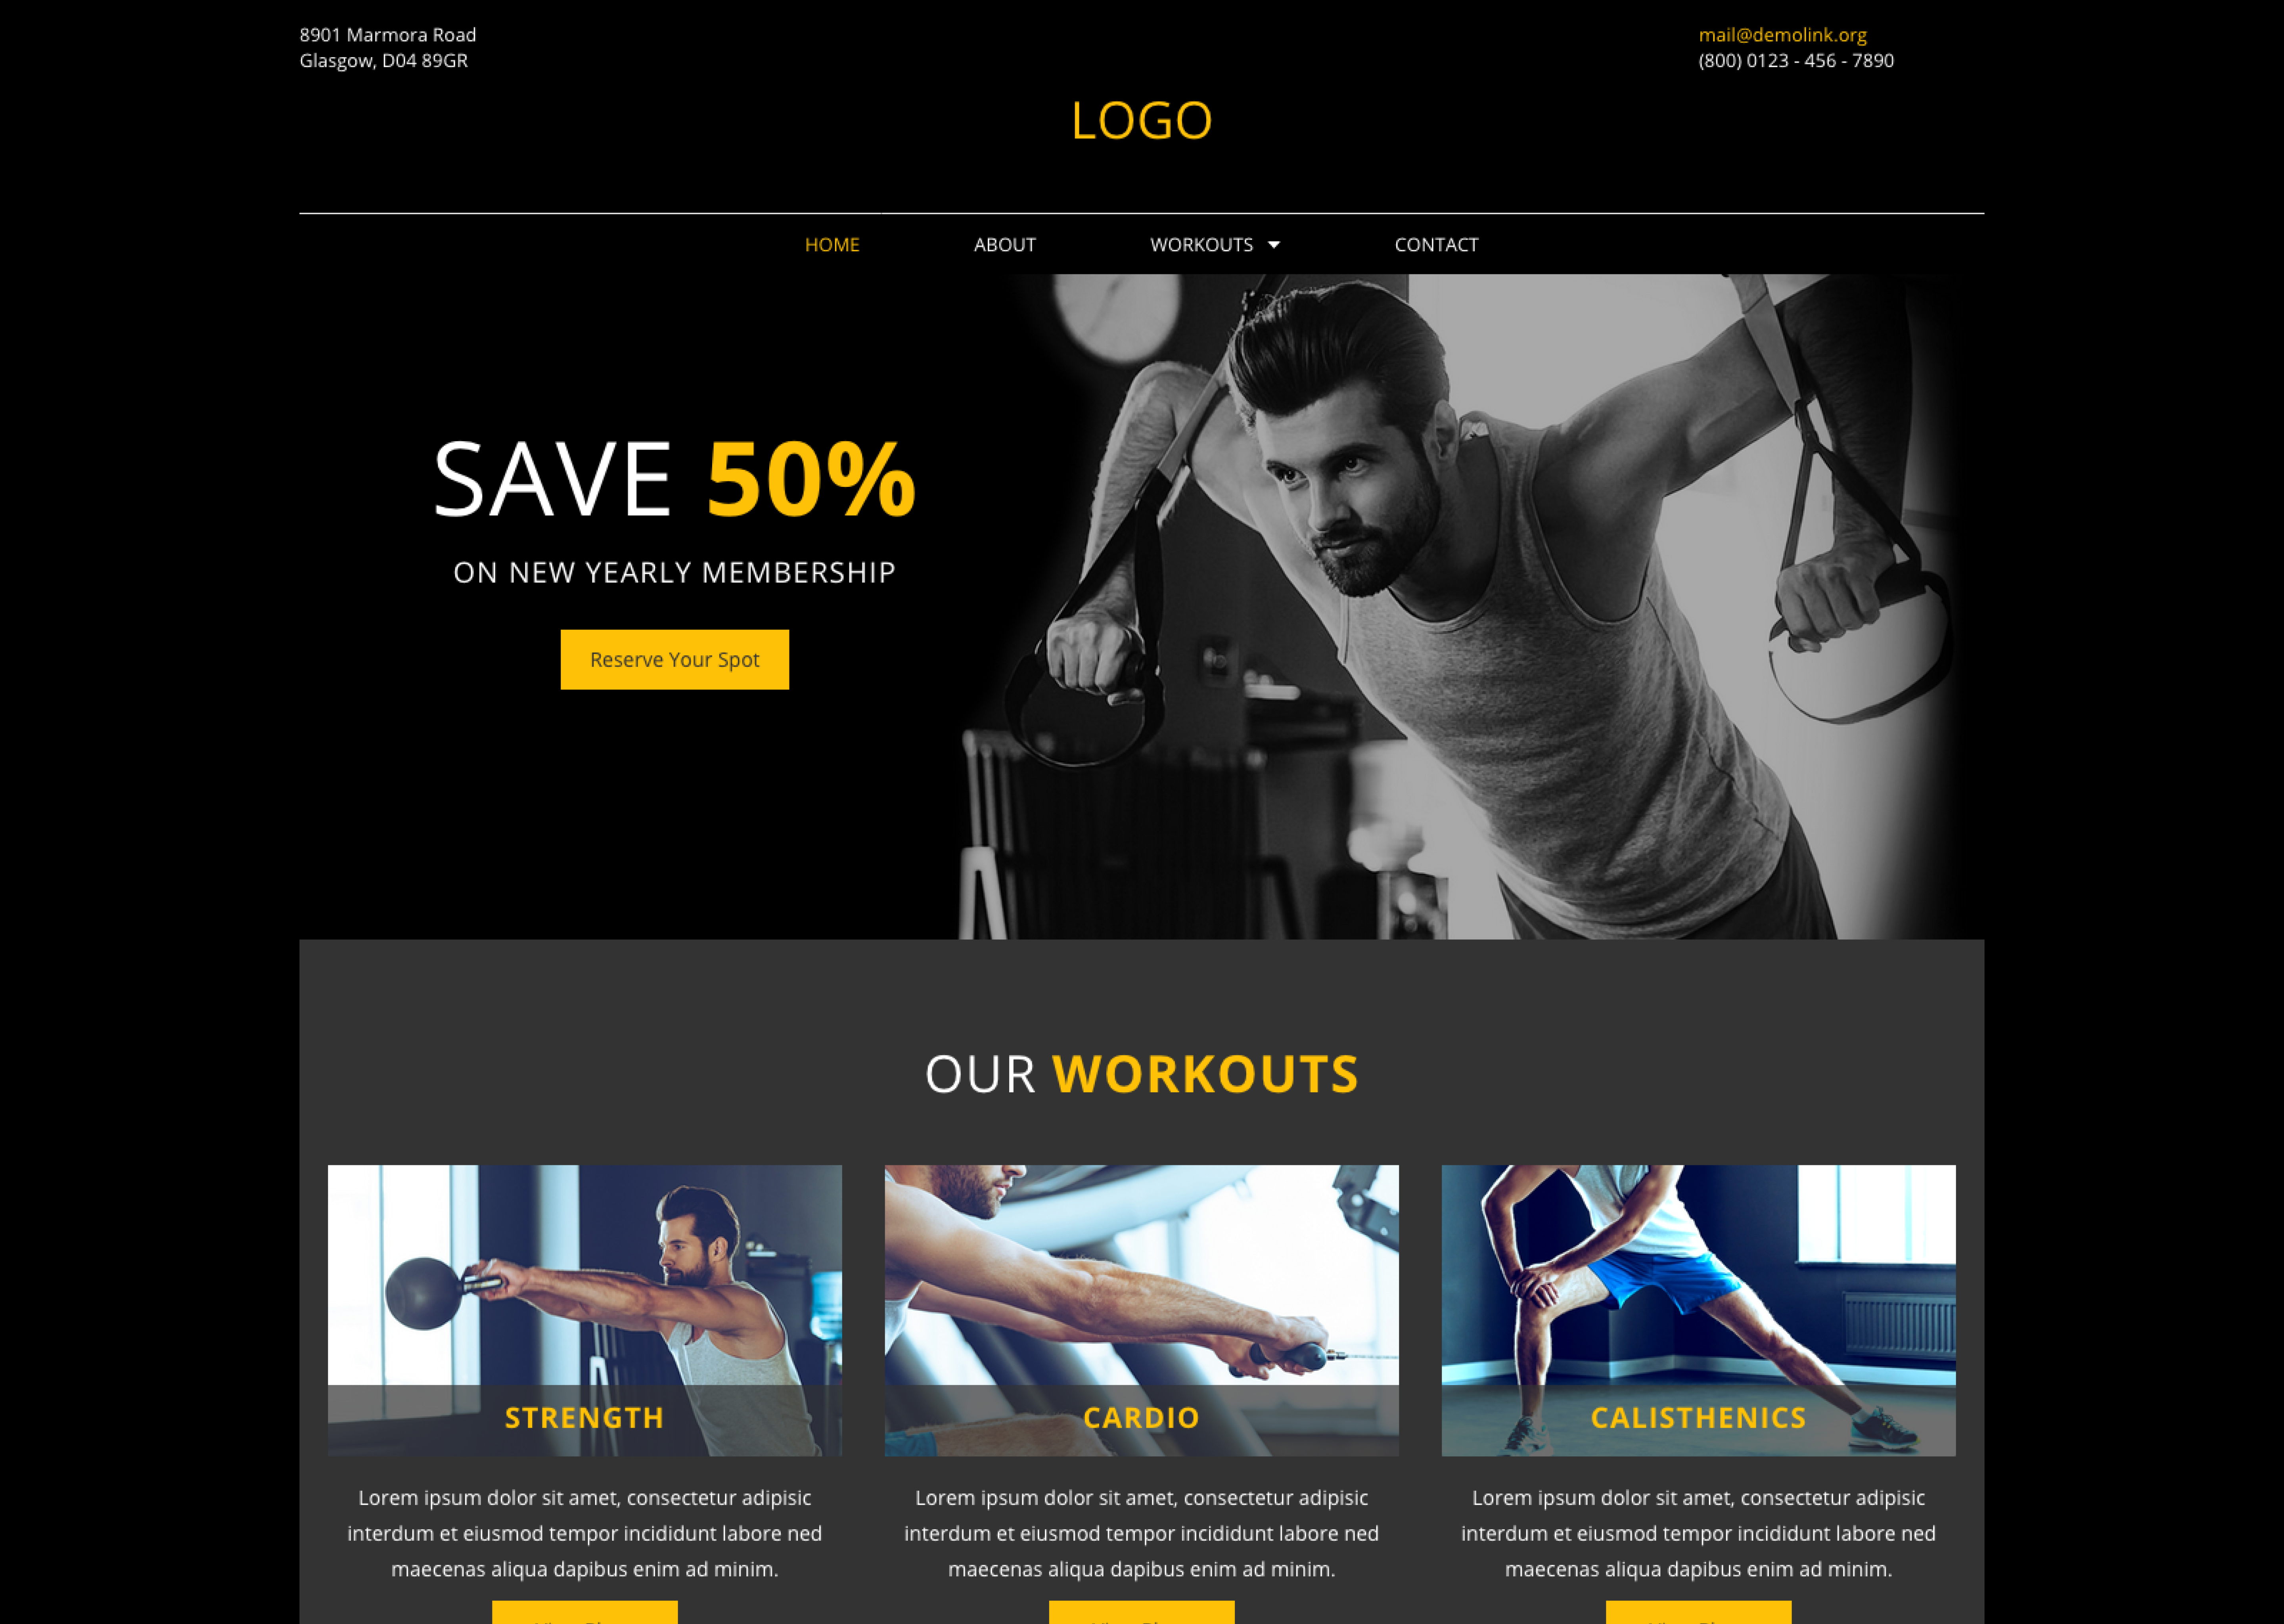 8901 Marmora Road
Glasgow, D04 89GR
mail@demolink.org
(800) 0123 - 456 - 7890
LOGO
HOME ABOUT WORKOUTS CONTACT
SAVE 50%
ON NEW YEARLY MEMBERSHIP
Reserve Your Spot
OUR WORKOUTS
STRENGTH
Lorem ipsum dolor sit amet, consectetur adipisic
interdum et eiusmod tempor incididunt labore ned
maecenas aliqua dapibus enim ad minim.
CARDIO
Lorem ipsum dolor sit amet, consectetur adipisic
interdum et eiusmod tempor incididunt labore ned
maecenas aliqua dapibus enim ad minim.
CALISTHENICS
Lorem ipsum dolor sit amet, consectetur adipisic
interdum et eiusmod tempor incididunt labore ned
maecenas aliqua dapibus enim ad minim.